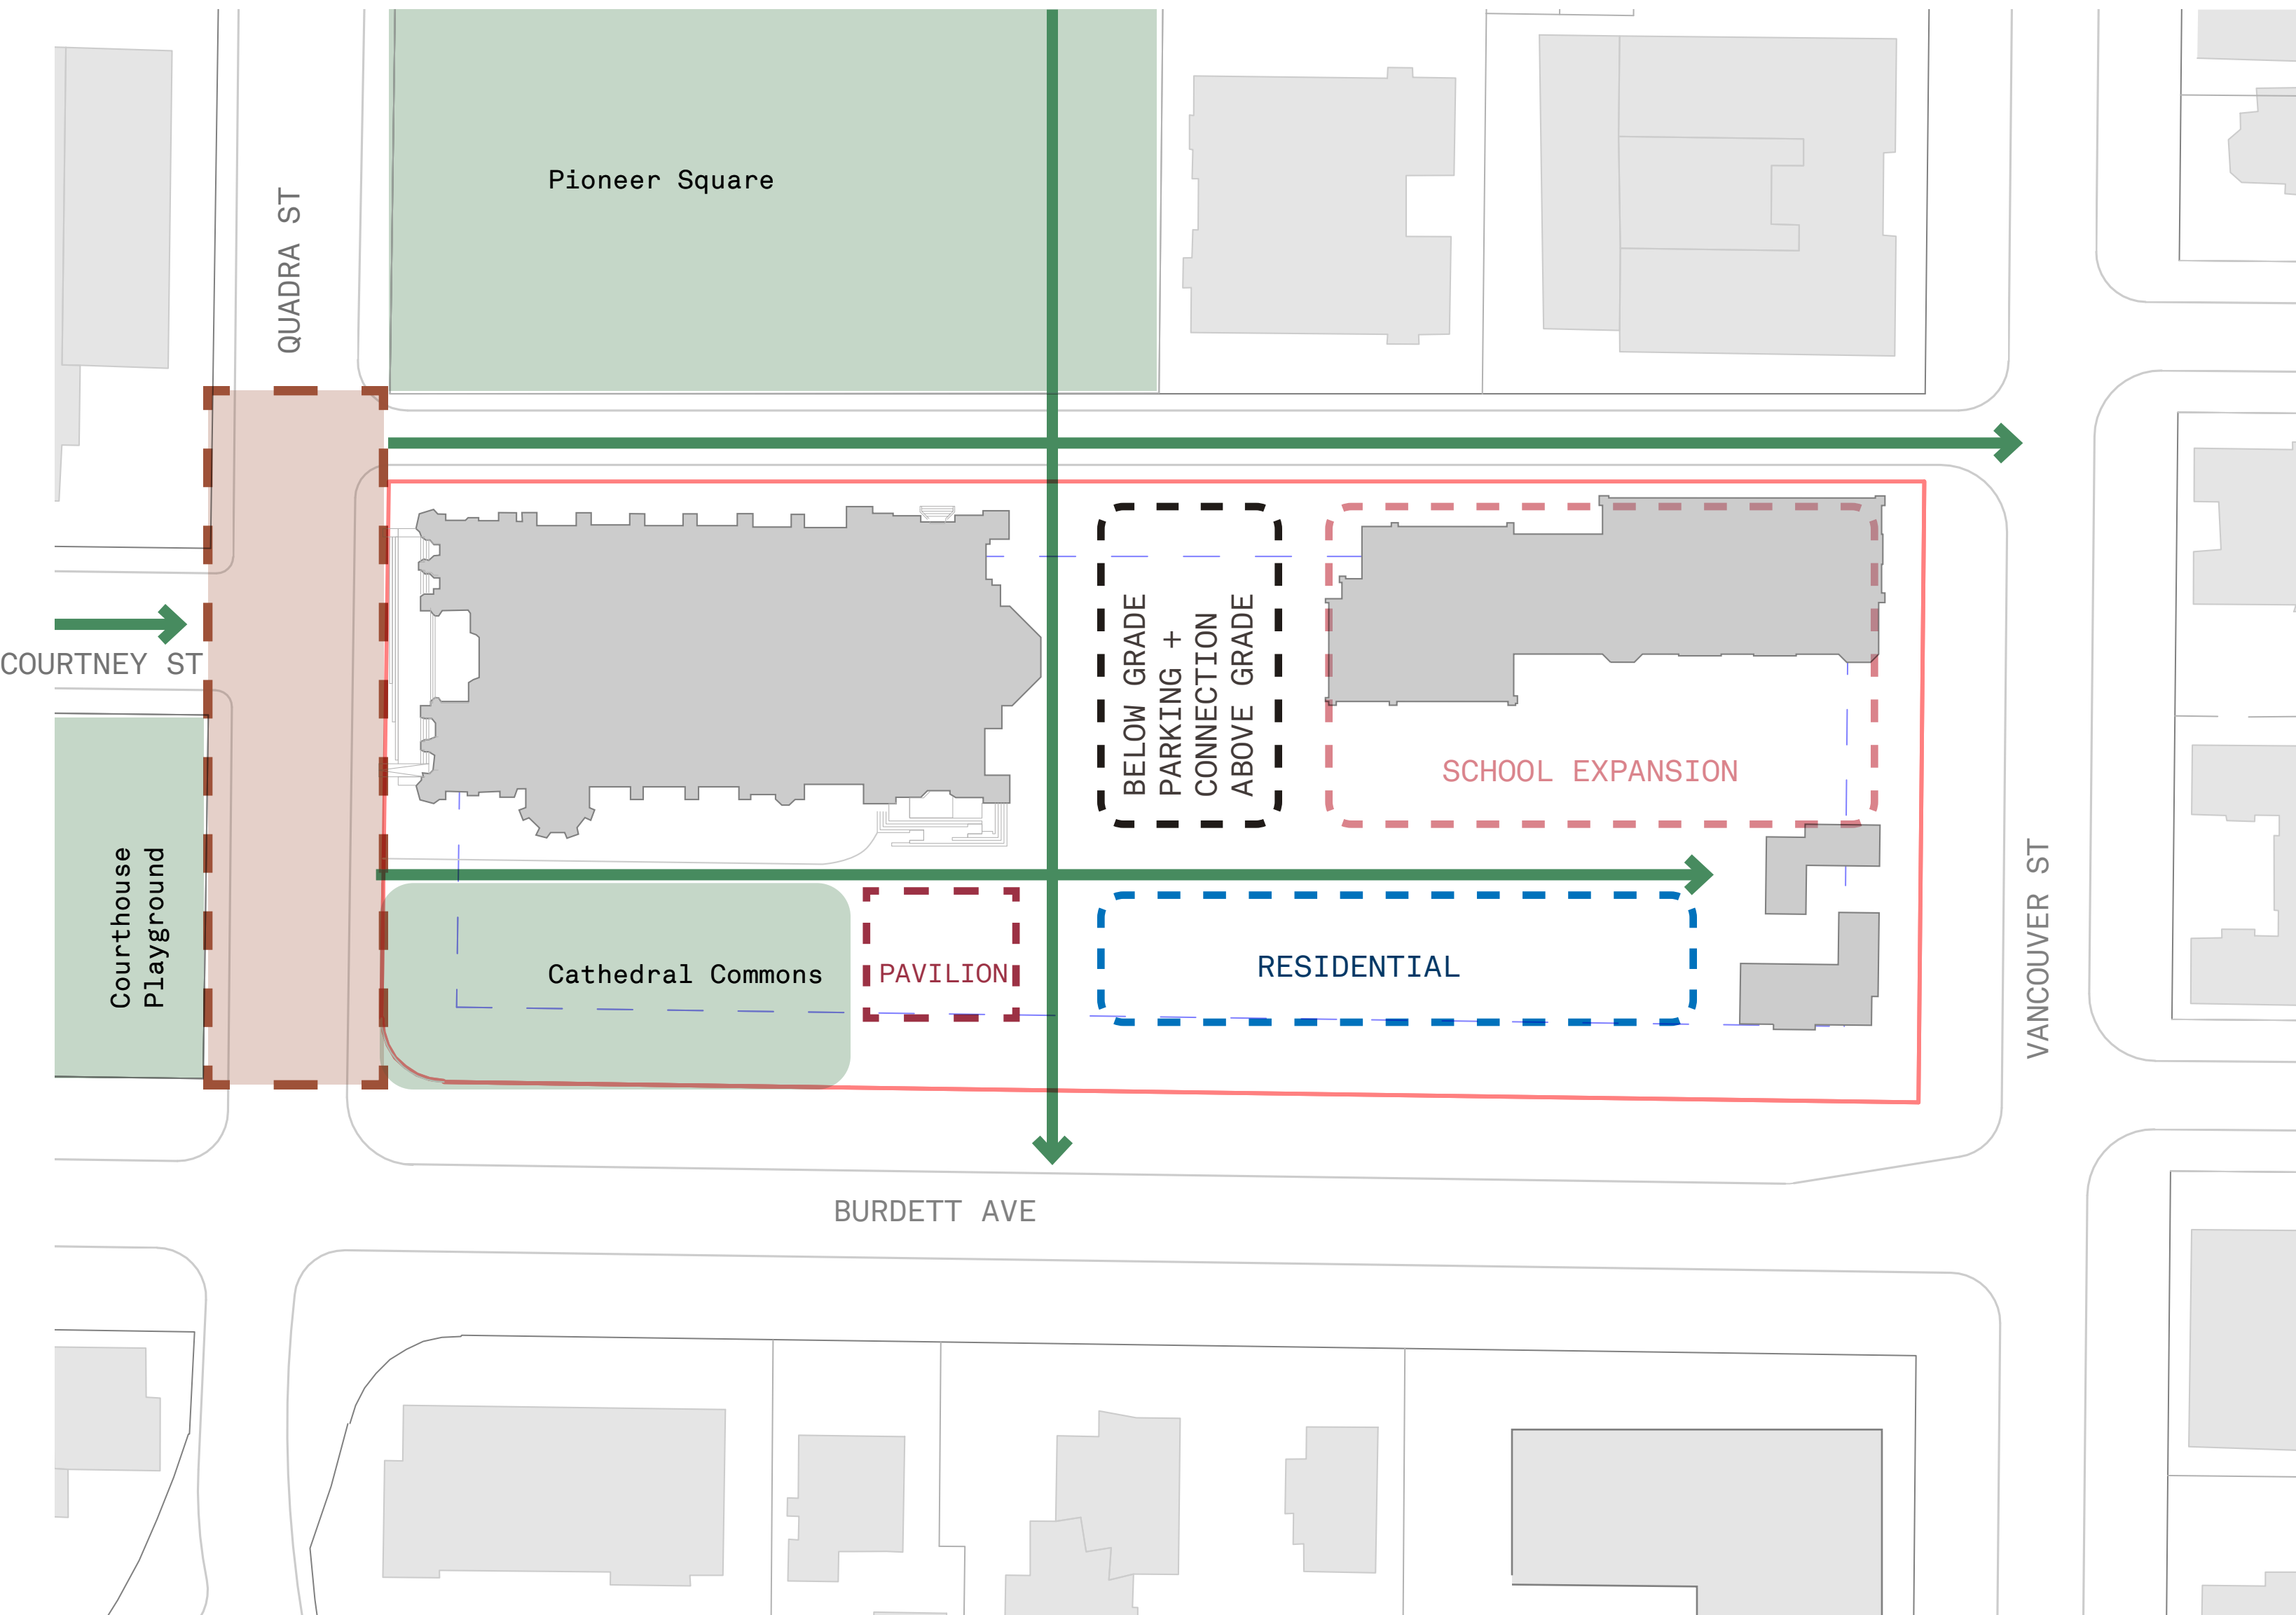 Pioneer Square
QUADRA ST
COURTNEY ST
BELOW GRADE
PARKING +
CONNECTION
ABOVE GRADE
SCHOOL EXPANSION
Courthouse
Playground
Cathedral Commons
PAVILION
RESIDENTIAL
VANCOUVER ST
BURDETT AVE